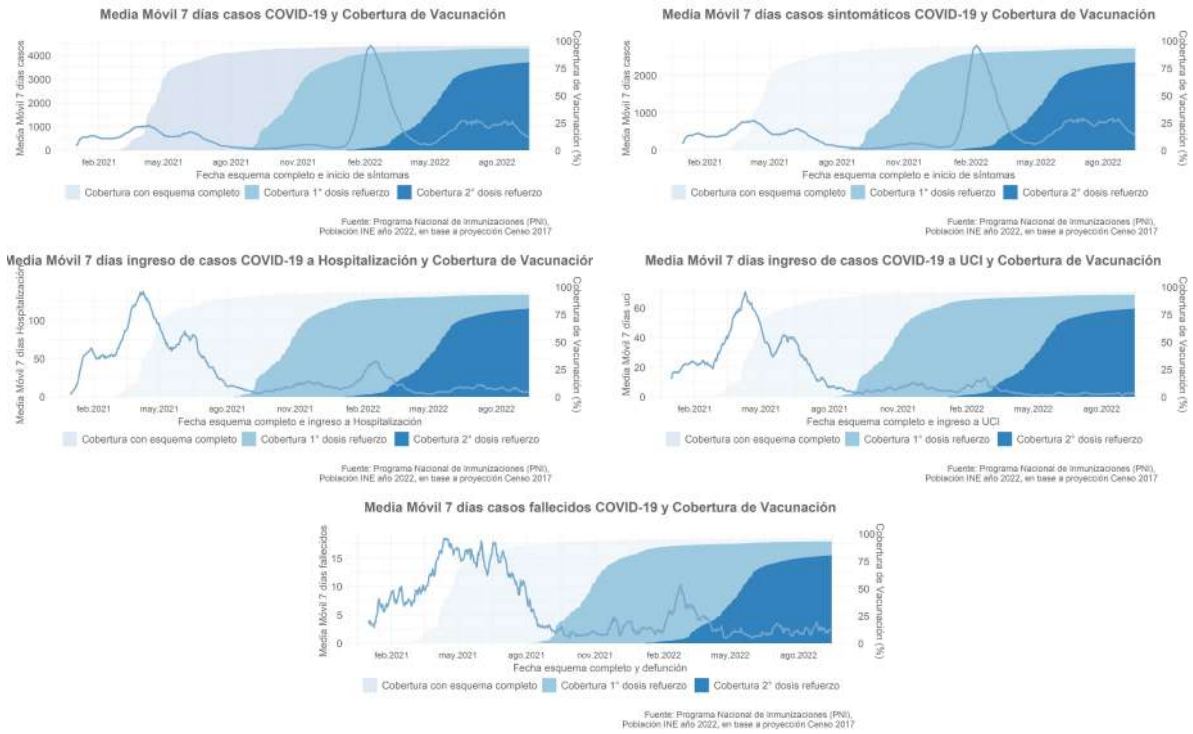 Media Móvil 7 días casos COVID-19 y Cobertura de Vacunación
Media Móvil 7 días casos
4000
3000
2000
1000
0
100
75
50
25
0
Cobertura de Vacunación (%)
feb.2021 may.2021 ago.2021 nov.2021 feb.2022 may.2022 ago.2022
Fecha esquema completo e inicio de síntomas
Cobertura con esquema completo Cobertura 1° dosis refuerzo Cobertura 2° dosis refuerzo
Fuente: Programa Nacional de Inmunizaciones (PNI),
Población INE año 2022, en base a proyección Censo 2017
Media Móvil 7 días casos sintomáticos COVID-19 y Cobertura de Vacunación
Media Móvil 7 días casos
2000
1000
0
100
75
50
25
0
Cobertura de Vacunación (%)
feb.2021 may.2021 ago.2021 nov.2021 feb.2022 may.2022 ago.2022
Fecha esquema completo e inicio de síntomas
Cobertura con esquema completo Cobertura 1° dosis refuerzo Cobertura 2° dosis refuerzo
Fuente: Programa Nacional de Inmunizaciones (PNI),
Población INE año 2022, en base a proyección Censo 2017
Media Móvil 7 días ingreso de casos COVID-19 a Hospitalización y Cobertura de Vacunación
Media Móvil 7 días Hospitalización
100
50
0
100
75
50
25
0
Cobertura de Vacunación (%)
feb.2021 may.2021 ago.2021 nov.2021 feb.2022 may.2022 ago.2022
Fecha esquema completo e ingreso a Hospitalización
Cobertura con esquema completo Cobertura 1° dosis refuerzo Cobertura 2° dosis refuerzo
Fuente: Programa Nacional de Inmunizaciones (PNI),
Población INE año 2022, en base a proyección Censo 2017
Media Móvil 7 días ingreso de casos COVID-19 a UCI y Cobertura de Vacunación
Media Móvil 7 días uci
60
40
20
0
100
75
50
25
0
Cobertura de Vacunación (%)
feb.2021 may.2021 ago.2021 nov.2021 feb.2022 may.2022 ago.2022
Fecha esquema completo e ingreso a UCI
Cobertura con esquema completo Cobertura 1° dosis refuerzo Cobertura 2° dosis refuerzo
Fuente: Programa Nacional de Inmunizaciones (PNI),
Población INE año 2022, en base a proyección Censo 2017
Media Móvil 7 días casos fallecidos COVID-19 y Cobertura de Vacunación
Media Móvil 7 días fallecidos
15
10
5
0
100
75
50
25
0
Cobertura de Vacunación (%)
feb.2021 may.2021 ago.2021 nov.2021 feb.2022 may.2022 ago.2022
Fecha esquema completo y defunción
Cobertura con esquema completo Cobertura 1° dosis refuerzo Cobertura 2° dosis refuerzo
Fuente: Programa Nacional de Inmunizaciones (PNI),
Población INE año 2022, en base a proyección Censo 2017